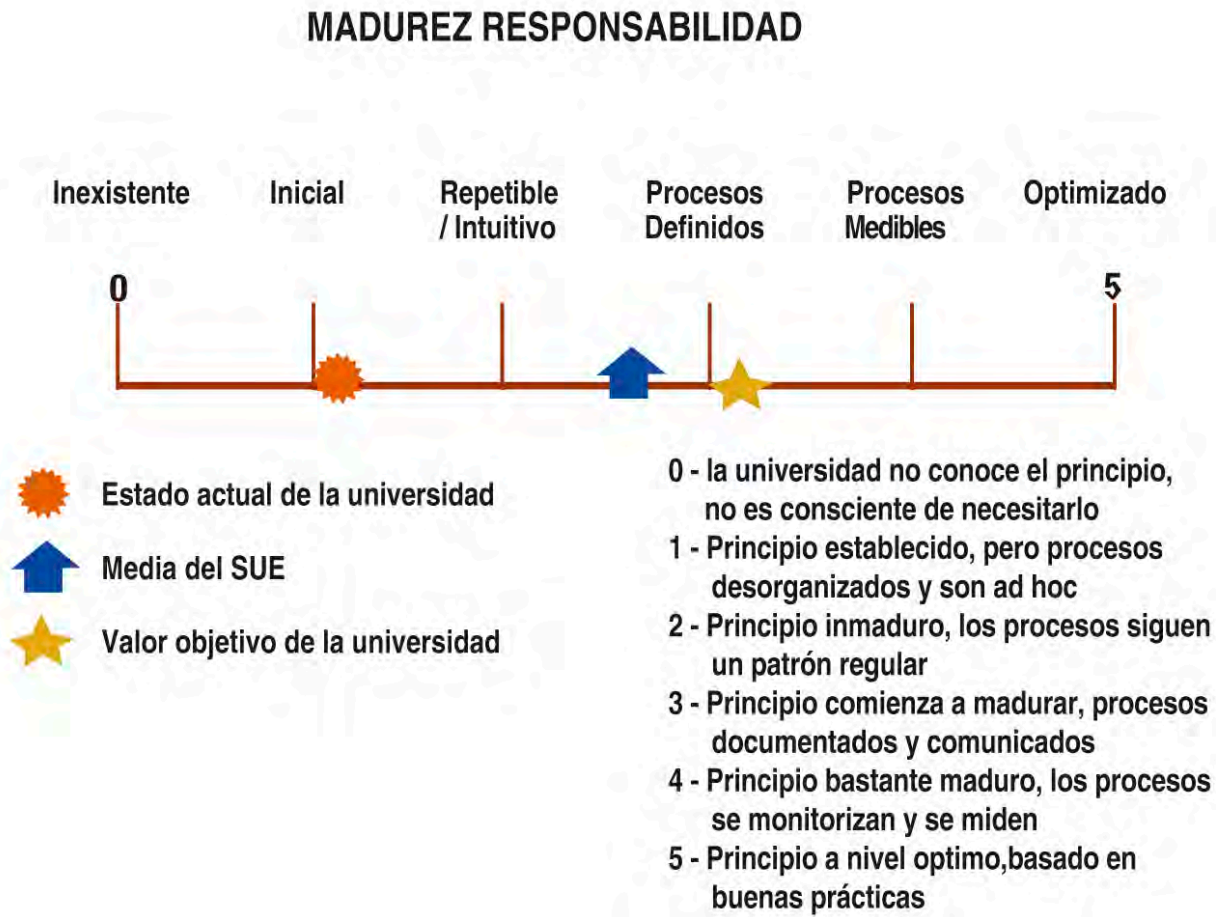 MADUREZ RESPONSABILIDAD
Inexistente Inicial Repetible Procesos Procesos Optimizado
/ Intuitivo Definidos Medibles
0 5
Estado actual de la universidad
Media del SUE
Valor objetivo de la universidad
0 - la universidad no conoce el principio,
no es consciente de necesitarlo
1 - Principio establecido, pero procesos
desorganizados y son ad hoc
2 - Principio inmaduro, los procesos siguen
un patrón regular
3 - Principio comienza a madurar, procesos
documentados y comunicados
4 - Principio bastante maduro, los procesos
se monitorizan y se miden
5 - Principio a nivel optimo,basado en
buenas prácticas